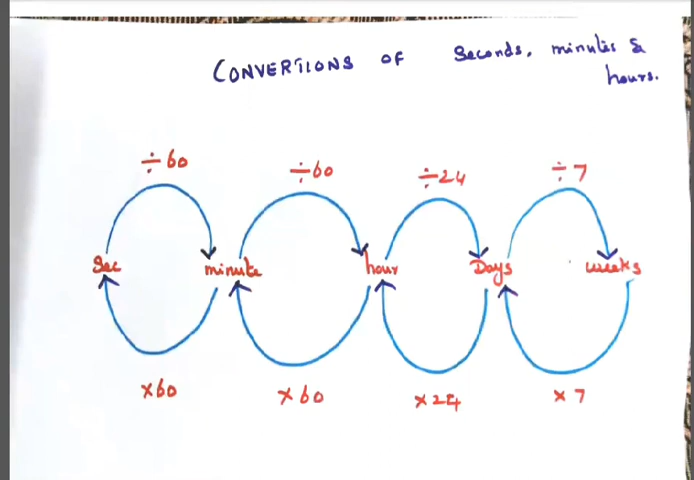 CONVERTIONS OF Seconds, minutes &
hours.
÷60 ÷60 ÷24 ÷7
Sec minute hour Days weeks
×60 ×60 ×24 ×7